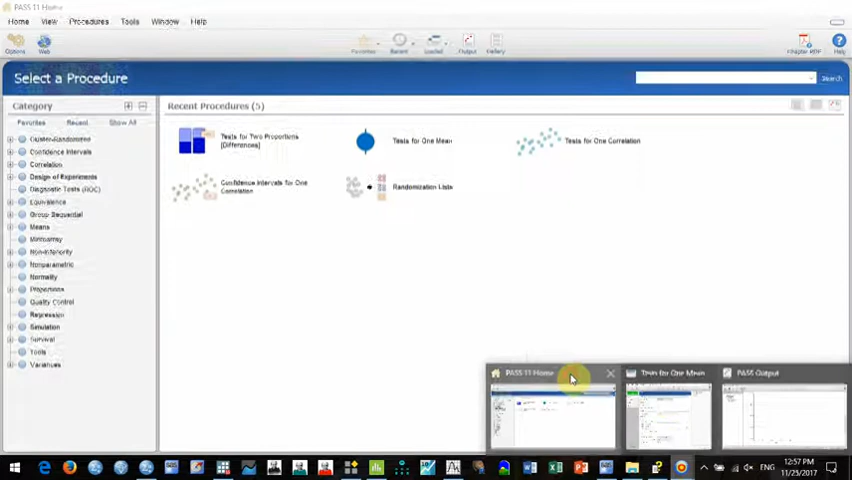 PASS 11 Home
Home View Procedures Tools Window Help
Options Web Favorites Recent Loaded Output Gallery Chapter PDF Help
Select a Procedure
Search
Category
Favorites Recent Show All
Cluster-Randomized
Confidence Intervals
Correlation
Design of Experiments
Diagnostic Tests (ROC)
Equivalence
Group Sequential
Means
Microarray
Non-Inferiority
Nonparametric
Normality
Proportions
Quality Control
Regression
Simulation
Survival
Tools
Variances
Recent Procedures (5)
Tests for Two Proportions
[Differences]
Tests for One Mean
Tests for One Correlation
Confidence Intervals for One
Correlation
Randomization Lists
PASS 11 Home
Tests for One Mean
PASS Output
ENG
12:57 PM
11/25/2017